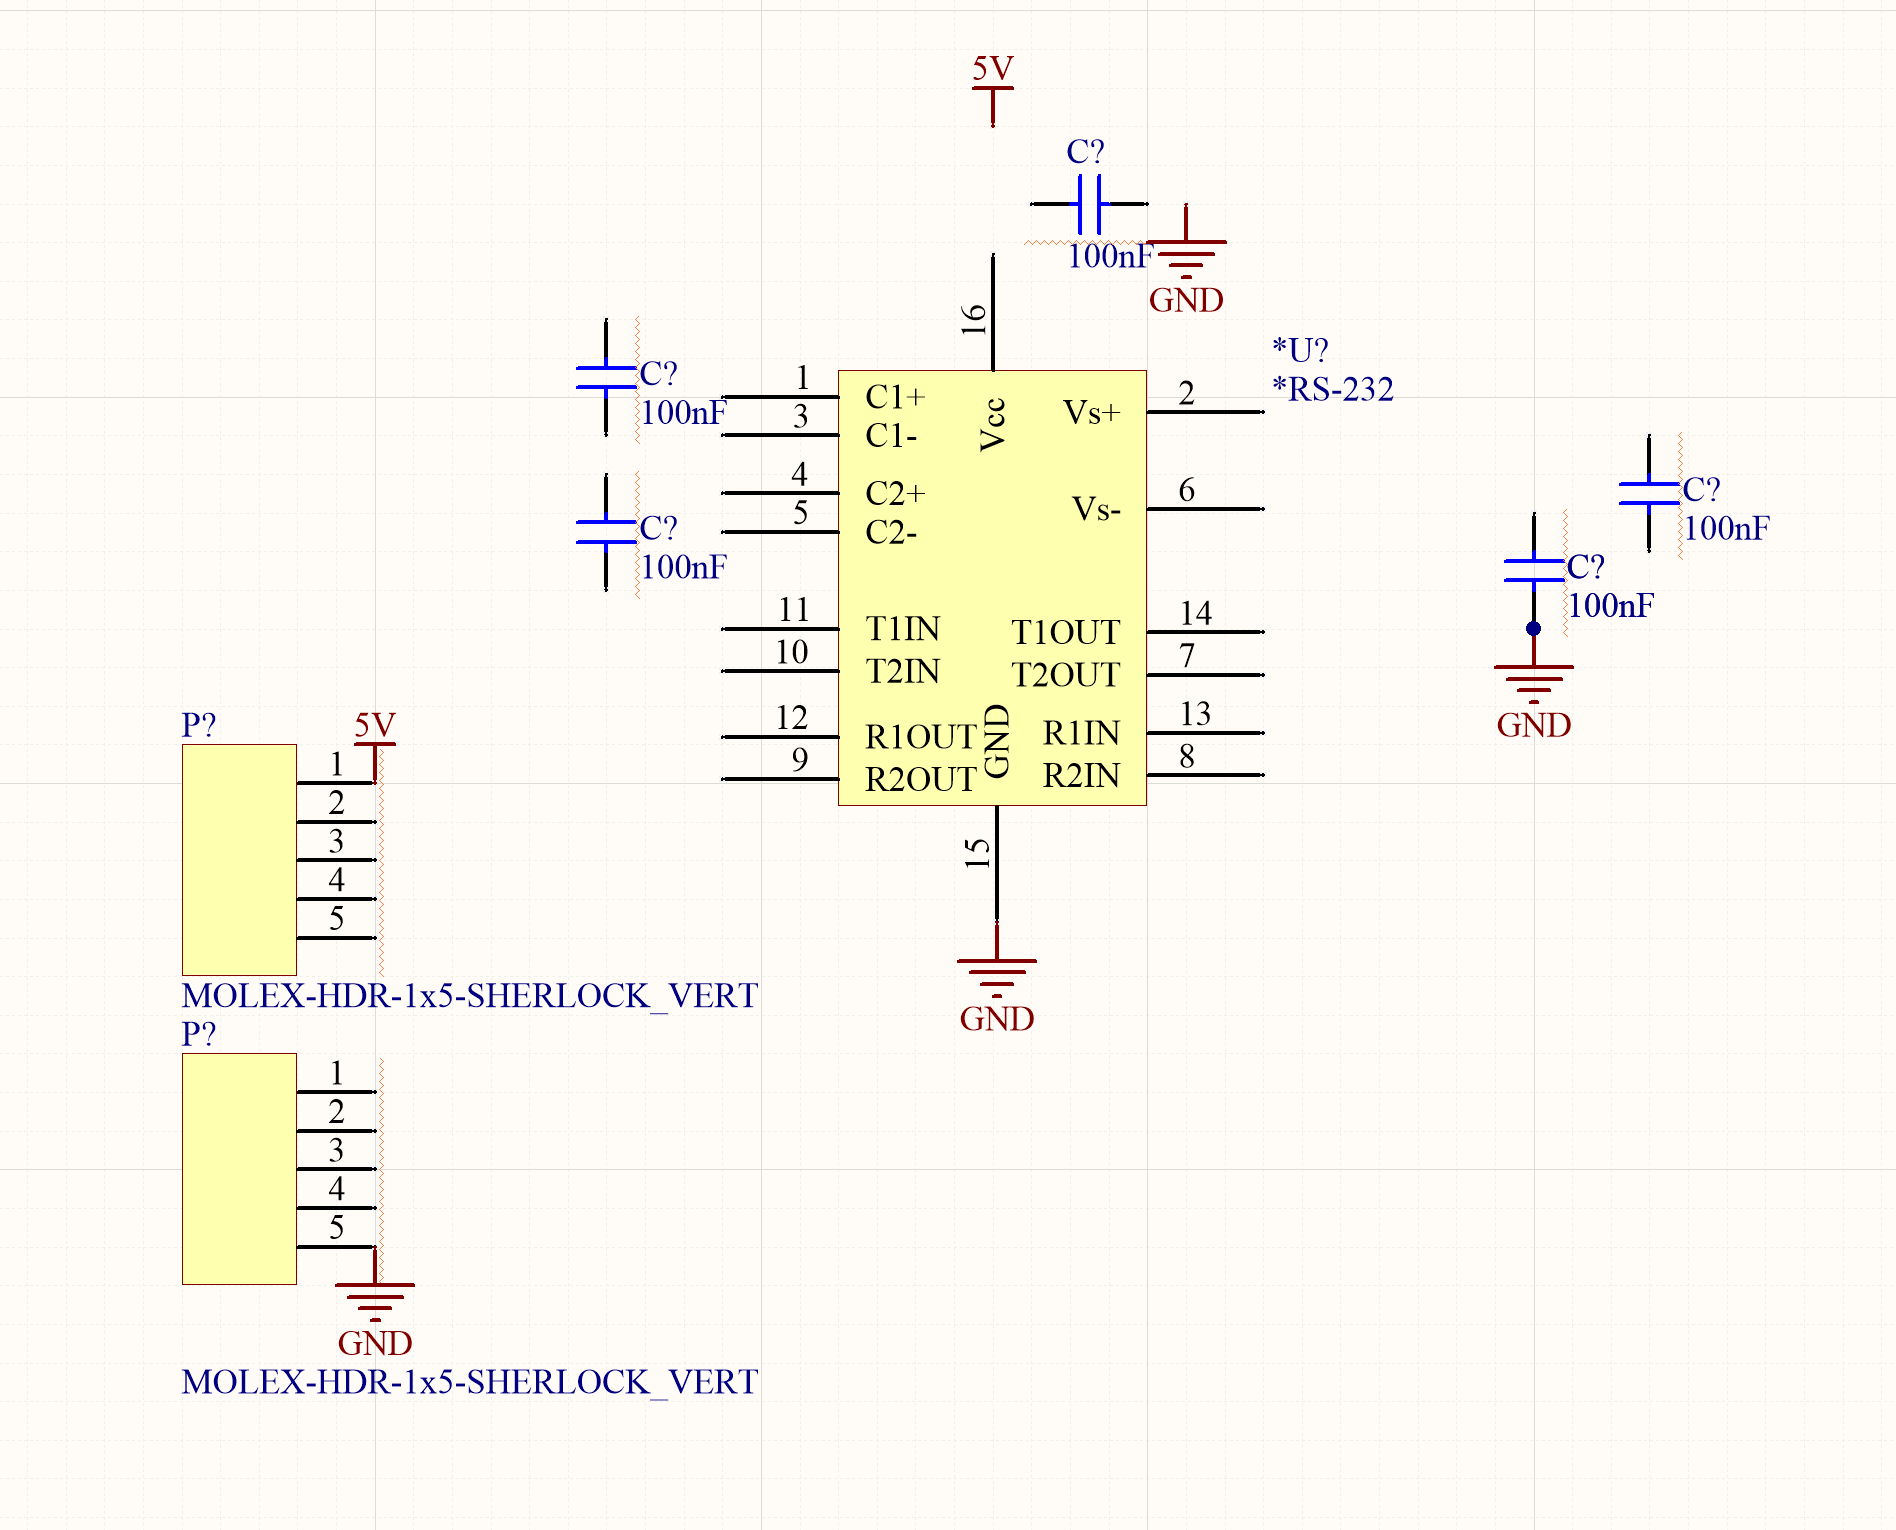 5V
C?
100nF
GND
16
*U?
*RS-232
C?
100nF
C?
100nF
1
3
4
5
11
10
12
9
C1+
C1-
C2+
C2-
T1IN
T2IN
R1OUT
R2OUT
Vcc
GND
Vs+
Vs-
T1OUT
T2OUT
R1IN
R2IN
2
6
14
7
13
8
C?
100nF
C?
100nF
GND
15
GND
P?
5V
1
2
3
4
5
MOLEX-HDR-1x5-SHERLOCK_VERT
P?
1
2
3
4
5
GND
MOLEX-HDR-1x5-SHERLOCK_VERT